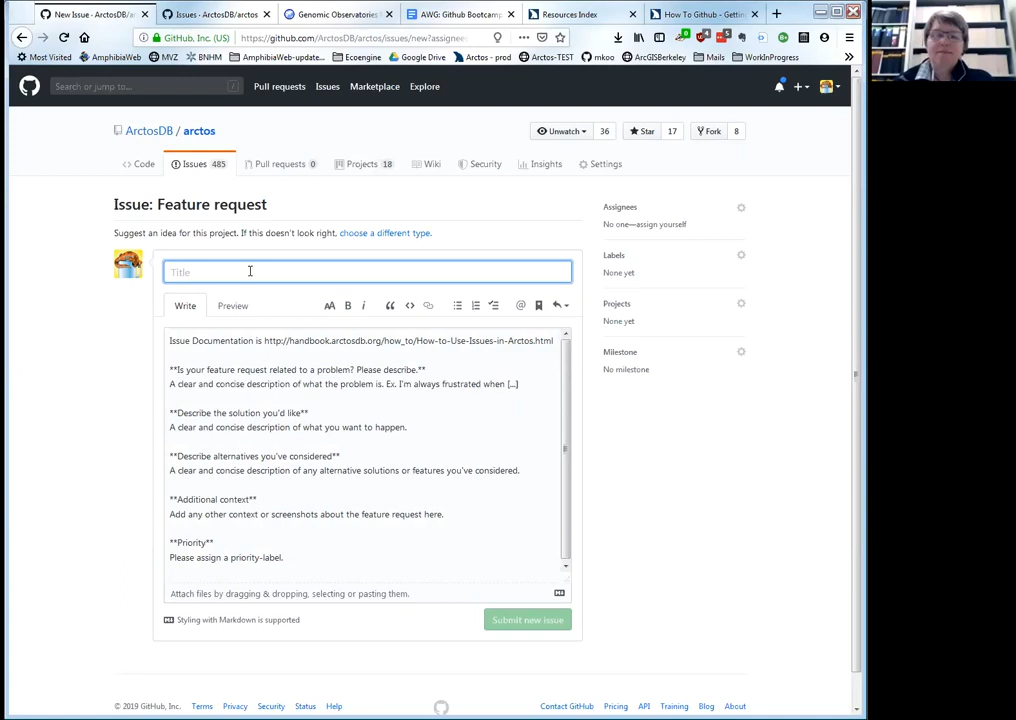 New Issue · ArctosDB/arctos
Issues · ArctosDB/arctos
Genomic Observatories
AWG: Github Bootcamp
Resources Index
How To Github - Gettin
GitHub, Inc. (US)
https://github.com/ArctosDB/arctos/issues/new?assignee
Most Visited
AmphibiaWeb
MVZ
BNHM
AmphibiaWeb-update...
Ecoengine
Google Drive
Arctos - prod
Arctos-TEST
mkoo
ArcGISBerkeley
Mails
WorkInProgress
Search or jump to...
/
Pull requests
Issues
Marketplace
Explore
ArctosDB / arctos
Unwatch
36
Star
17
Fork
8
Code
Issues 485
Pull requests 0
Projects 18
Wiki
Security
Insights
Settings
Issue: Feature request
Suggest an idea for this project. If this doesn't look right, choose a different type.
Title
Write
Preview
Issue Documentation is http://handbook.arctosdb.org/how_to/How-to-Use-Issues-in-Arctos.html
**Is your feature request related to a problem? Please describe.**
A clear and concise description of what the problem is. Ex. I'm always frustrated when [...]
**Describe the solution you'd like**
A clear and concise description of what you want to happen.
**Describe alternatives you've considered**
A clear and concise description of any alternative solutions or features you've considered.
**Additional context**
Add any other context or screenshots about the feature request here.
**Priority**
Please assign a priority-label.
Attach files by dragging & dropping, selecting or pasting them.
Styling with Markdown is supported
Submit new issue
Assignees
No one—assign yourself
Labels
None yet
Projects
None yet
Milestone
No milestone
© 2019 GitHub, Inc.
Terms
Privacy
Security
Status
Help
Contact GitHub
Pricing
API
Training
Blog
About